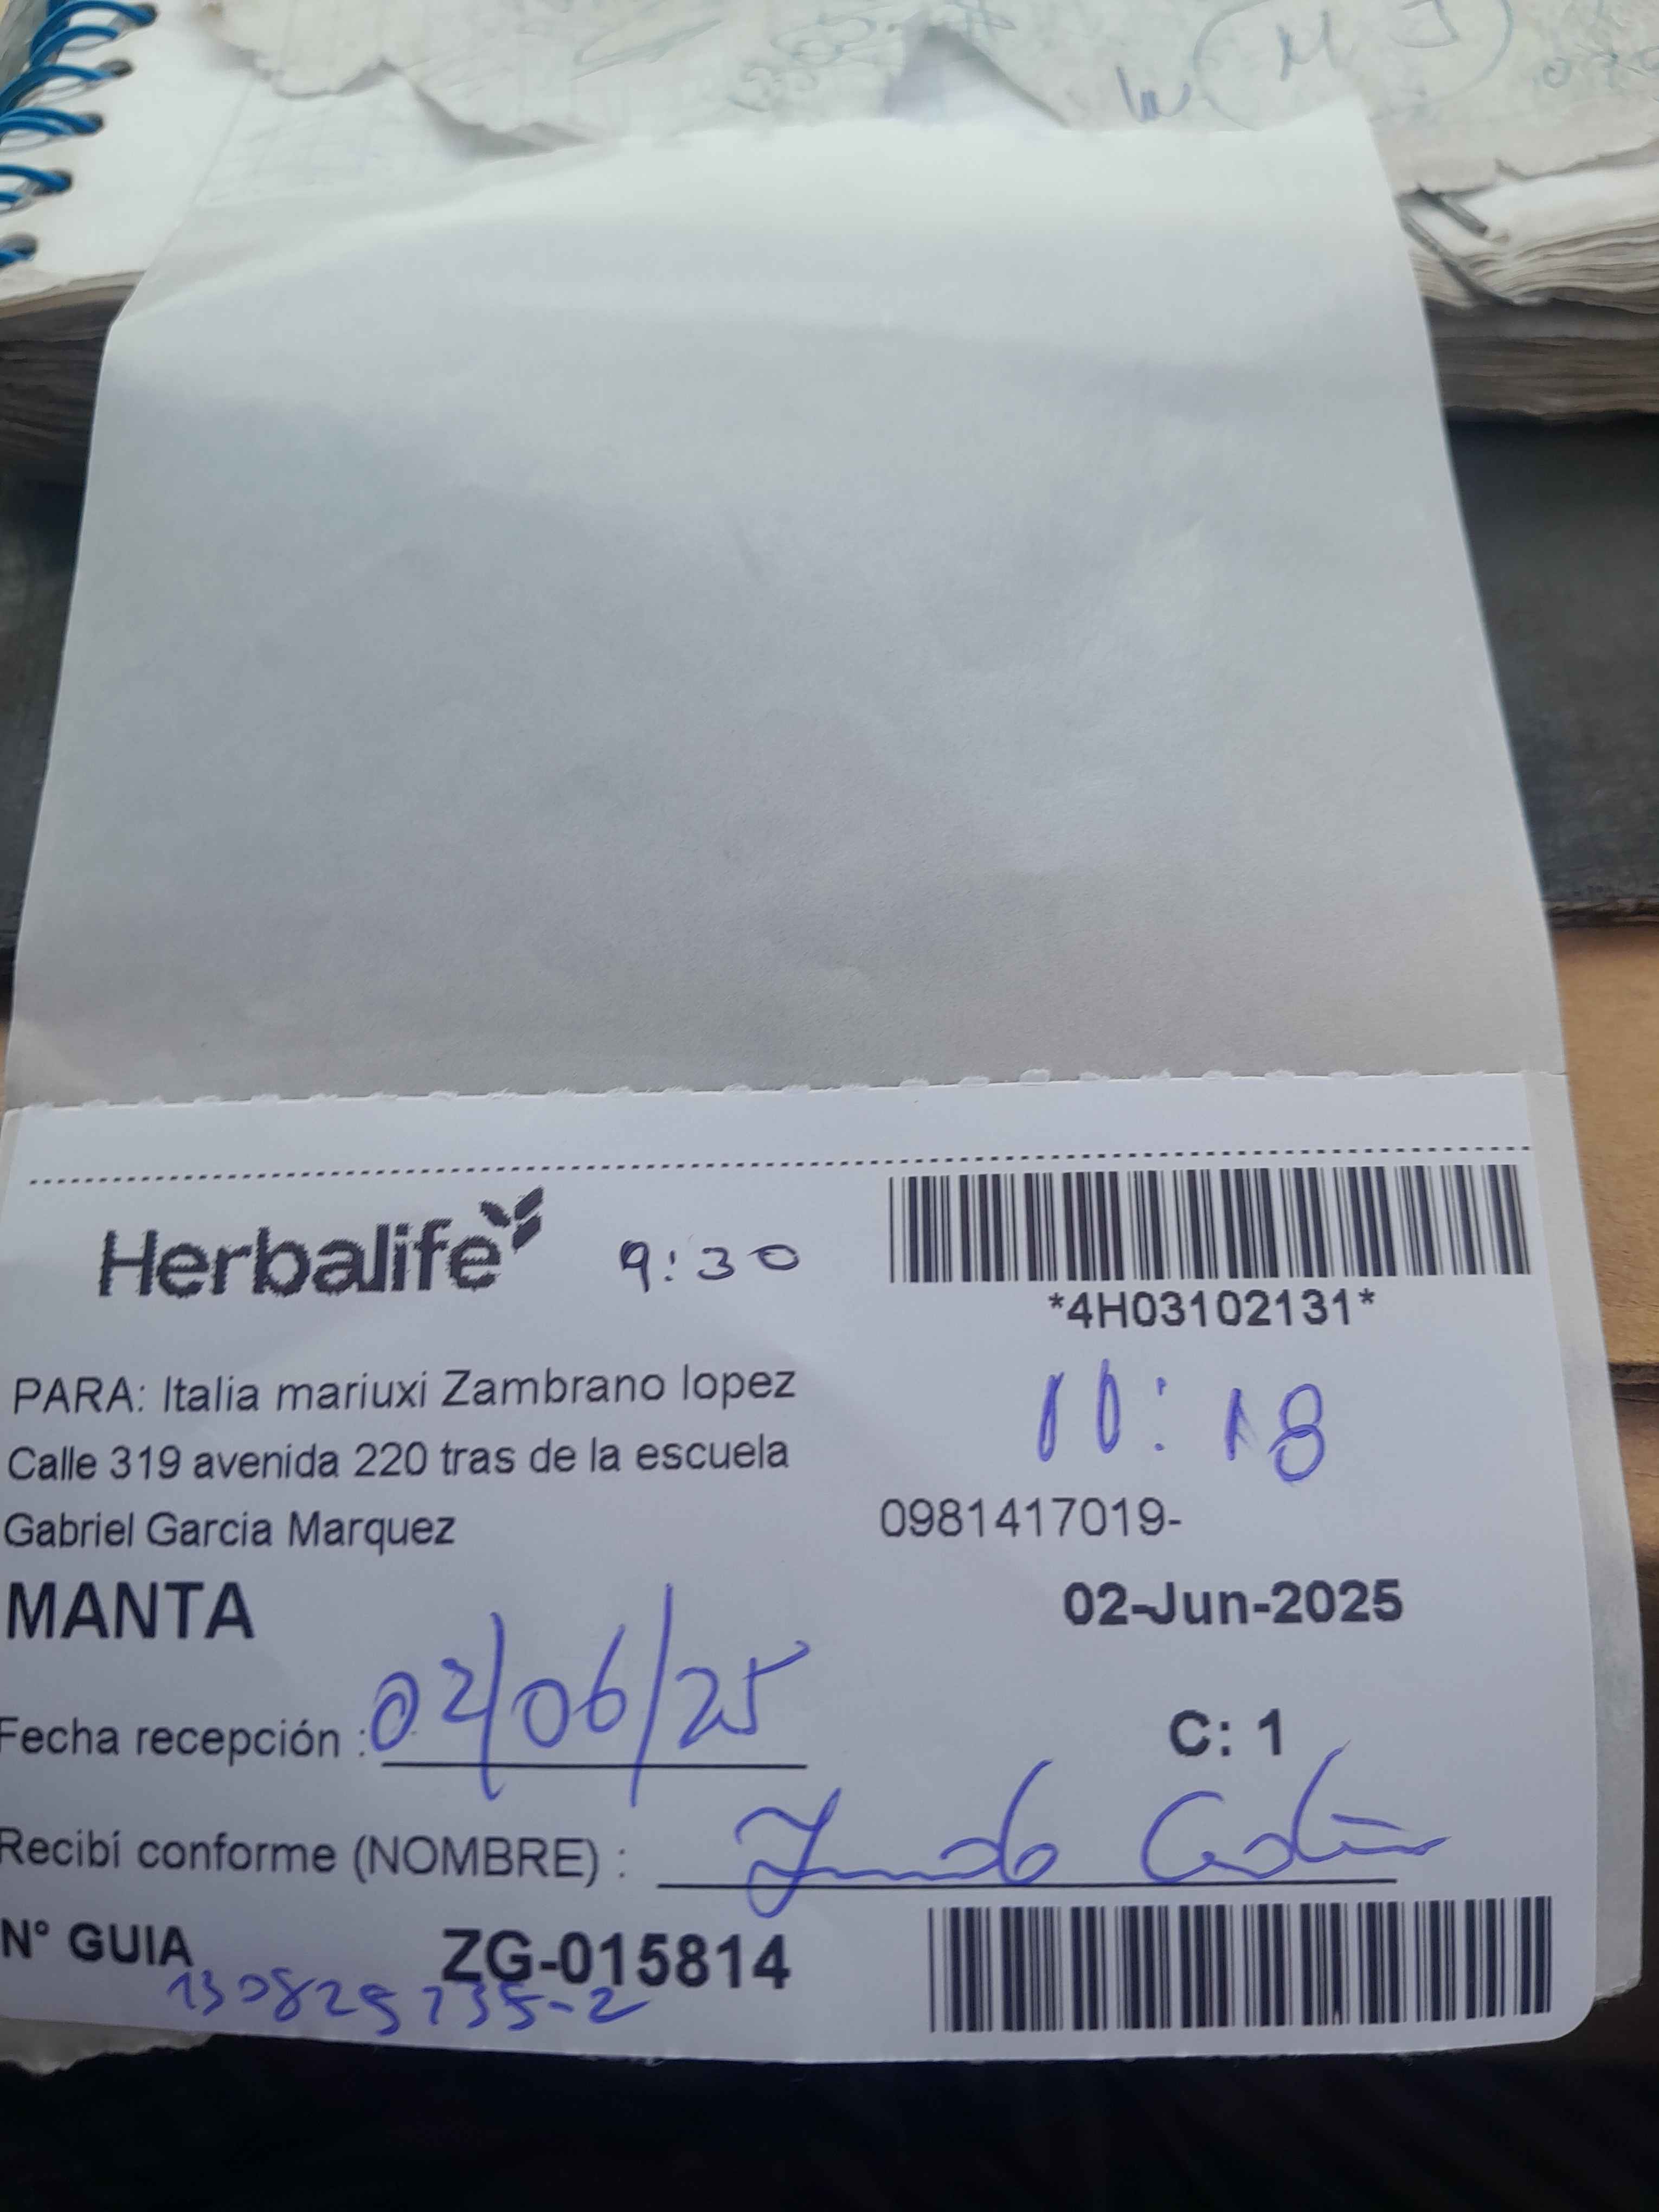 Herbalife 9:30
*4H03102131*
PARA: Italia mariuxi Zambrano lopez
10:18
Calle 319 avenida 220 tras de la escuela
Gabriel Garcia Marquez 0981417019-
MANTA 02-Jun-2025
Fecha recepción : 02/06/25
C: 1
Recibí conforme (NOMBRE) :
N° GUIA ZG-015814